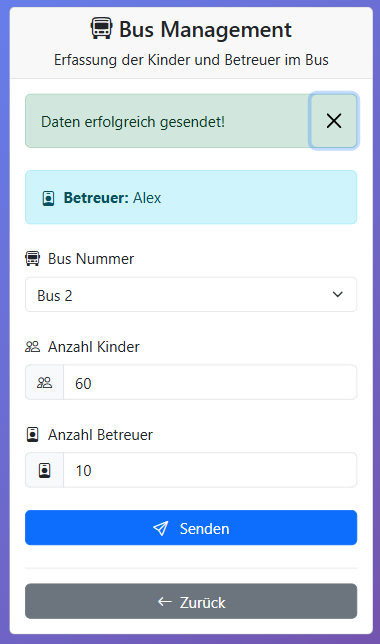 Bus Management
Erfassung der Kinder und Betreuer im Bus
Daten erfolgreich gesendet!
Betreuer: Alex
Bus Nummer
Bus 2
Anzahl Kinder
60
Anzahl Betreuer
10
Senden
Zurück